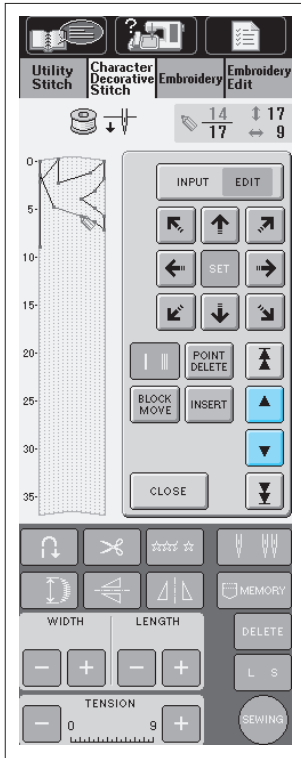 Utility Stitch
Character Decorative Stitch
Embroidery
Embroidery Edit
14
17
17
9
0
5
10
15
20
25
30
35
INPUT EDIT
SET
POINT DELETE
BLOCK MOVE
INSERT
CLOSE
MEMORY
WIDTH
LENGTH
DELETE
L S
TENSION
0 9
SEWING